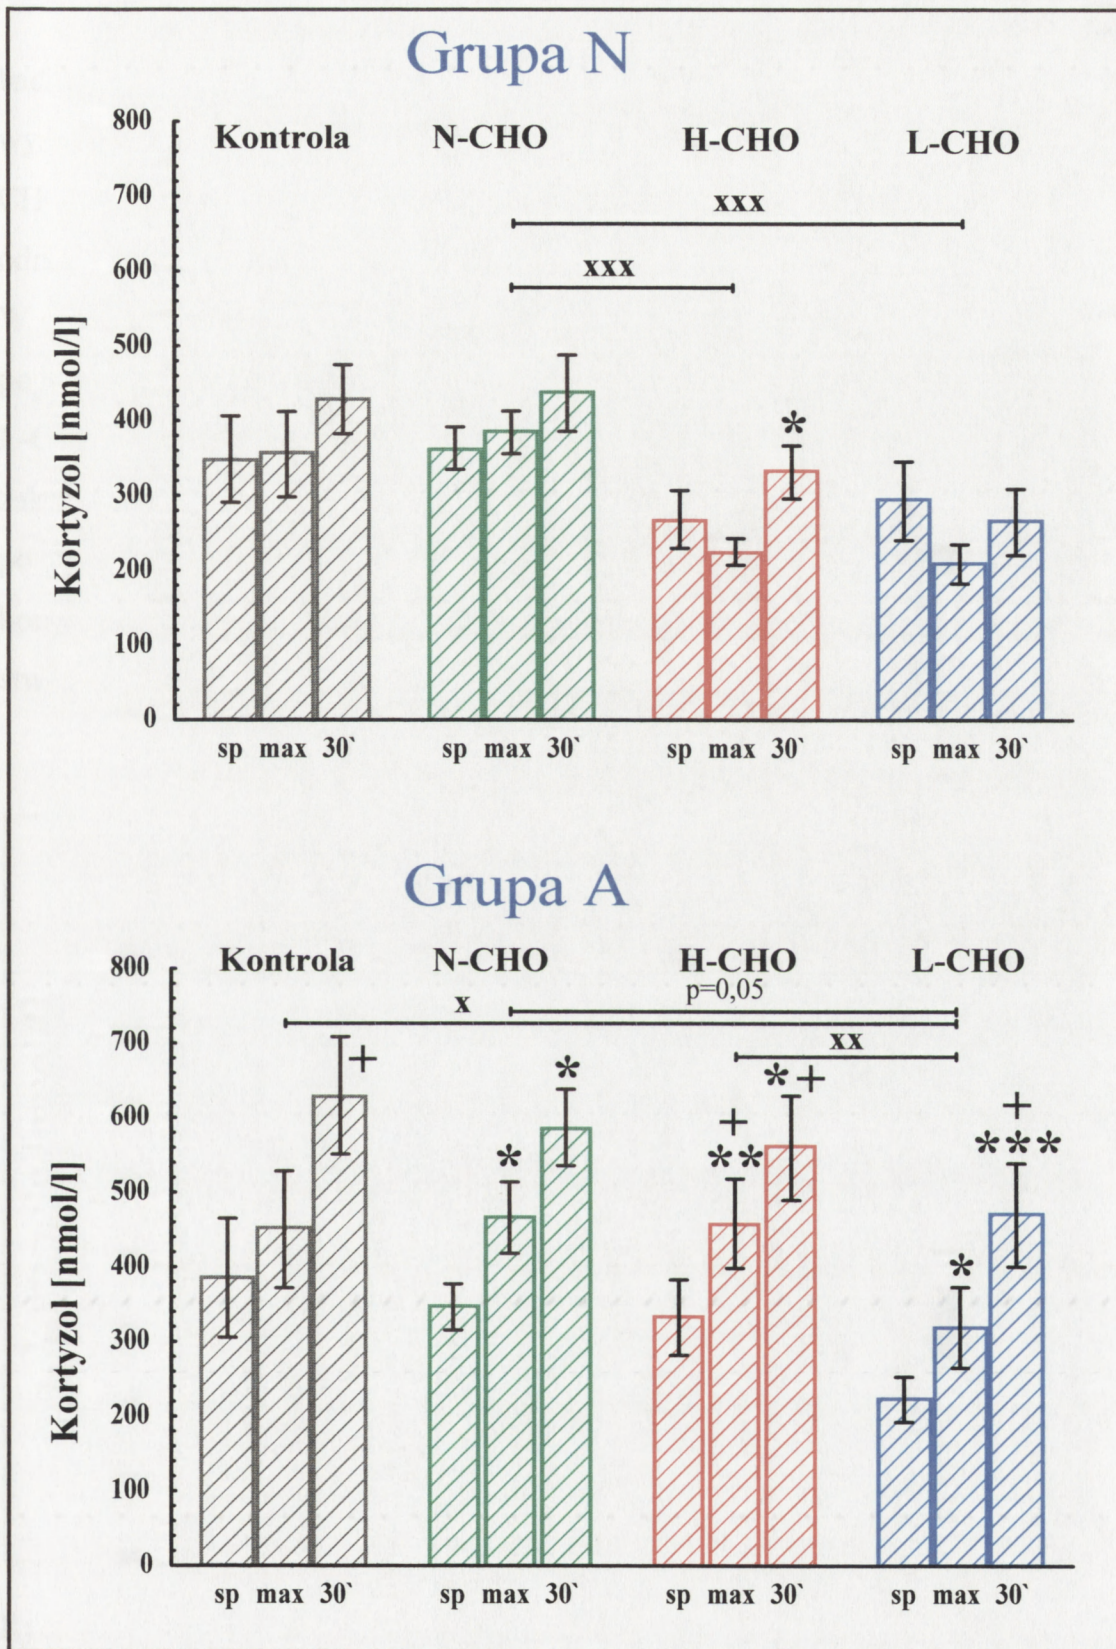 Grupa N
800
Kontrola N-CHO H-CHO L-CHO
700
xxx
600
xxx
500
400
*
300
200
100
0
Kortyzol [nmol/l]
sp max 30`
sp max 30`
sp max 30`
sp max 30`
Grupa A
800
Kontrola N-CHO H-CHO L-CHO
p=0,05
x
700
xx
+
*
*+
600
+
+
*
**
***
500
400
*
300
200
100
0
Kortyzol [nmol/l]
sp max 30`
sp max 30`
sp max 30`
sp max 30`